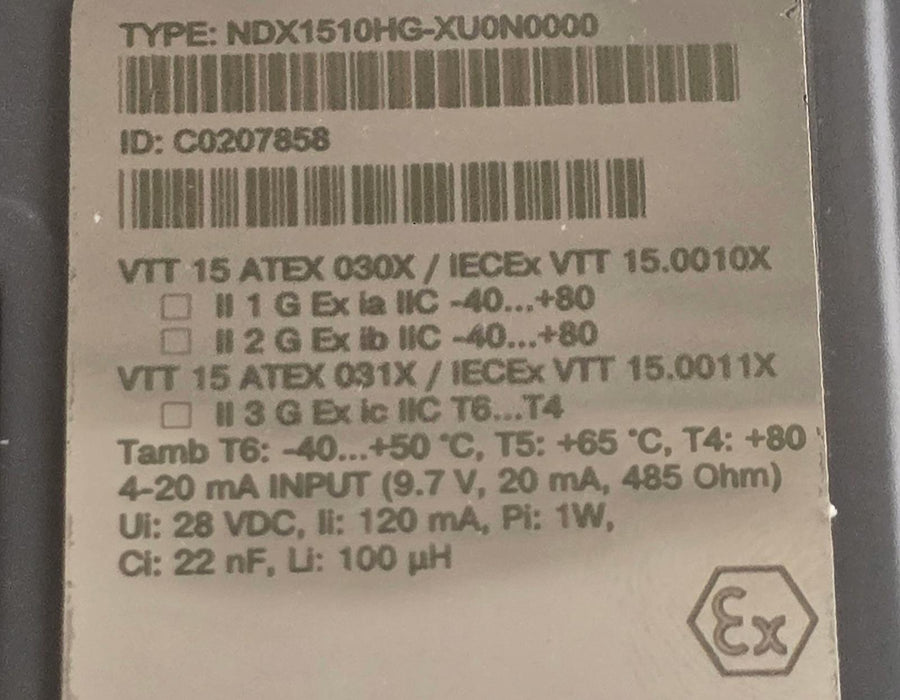 TYPE: NDX1510HG-XU0N0000
ID: C0207858
VTT 15 ATEX 030X / IECEx VTT 15.0010X
☐ II 1 G Ex ia IIC -40...+80
☐ II 2 G Ex ib IIC -40...+80
VTT 15 ATEX 031X / IECEx VTT 15.0011X
☐ II 3 G Ex ic IIC T6...T4
Tamb T6: -40...+50 °C, T5: +65 °C, T4: +80 °
4-20 mA INPUT (9.7 V, 20 mA, 485 Ohm)
Ui: 28 VDC, Ii: 120 mA, Pi: 1W,
Ci: 22 nF, Li: 100 µH
Ex